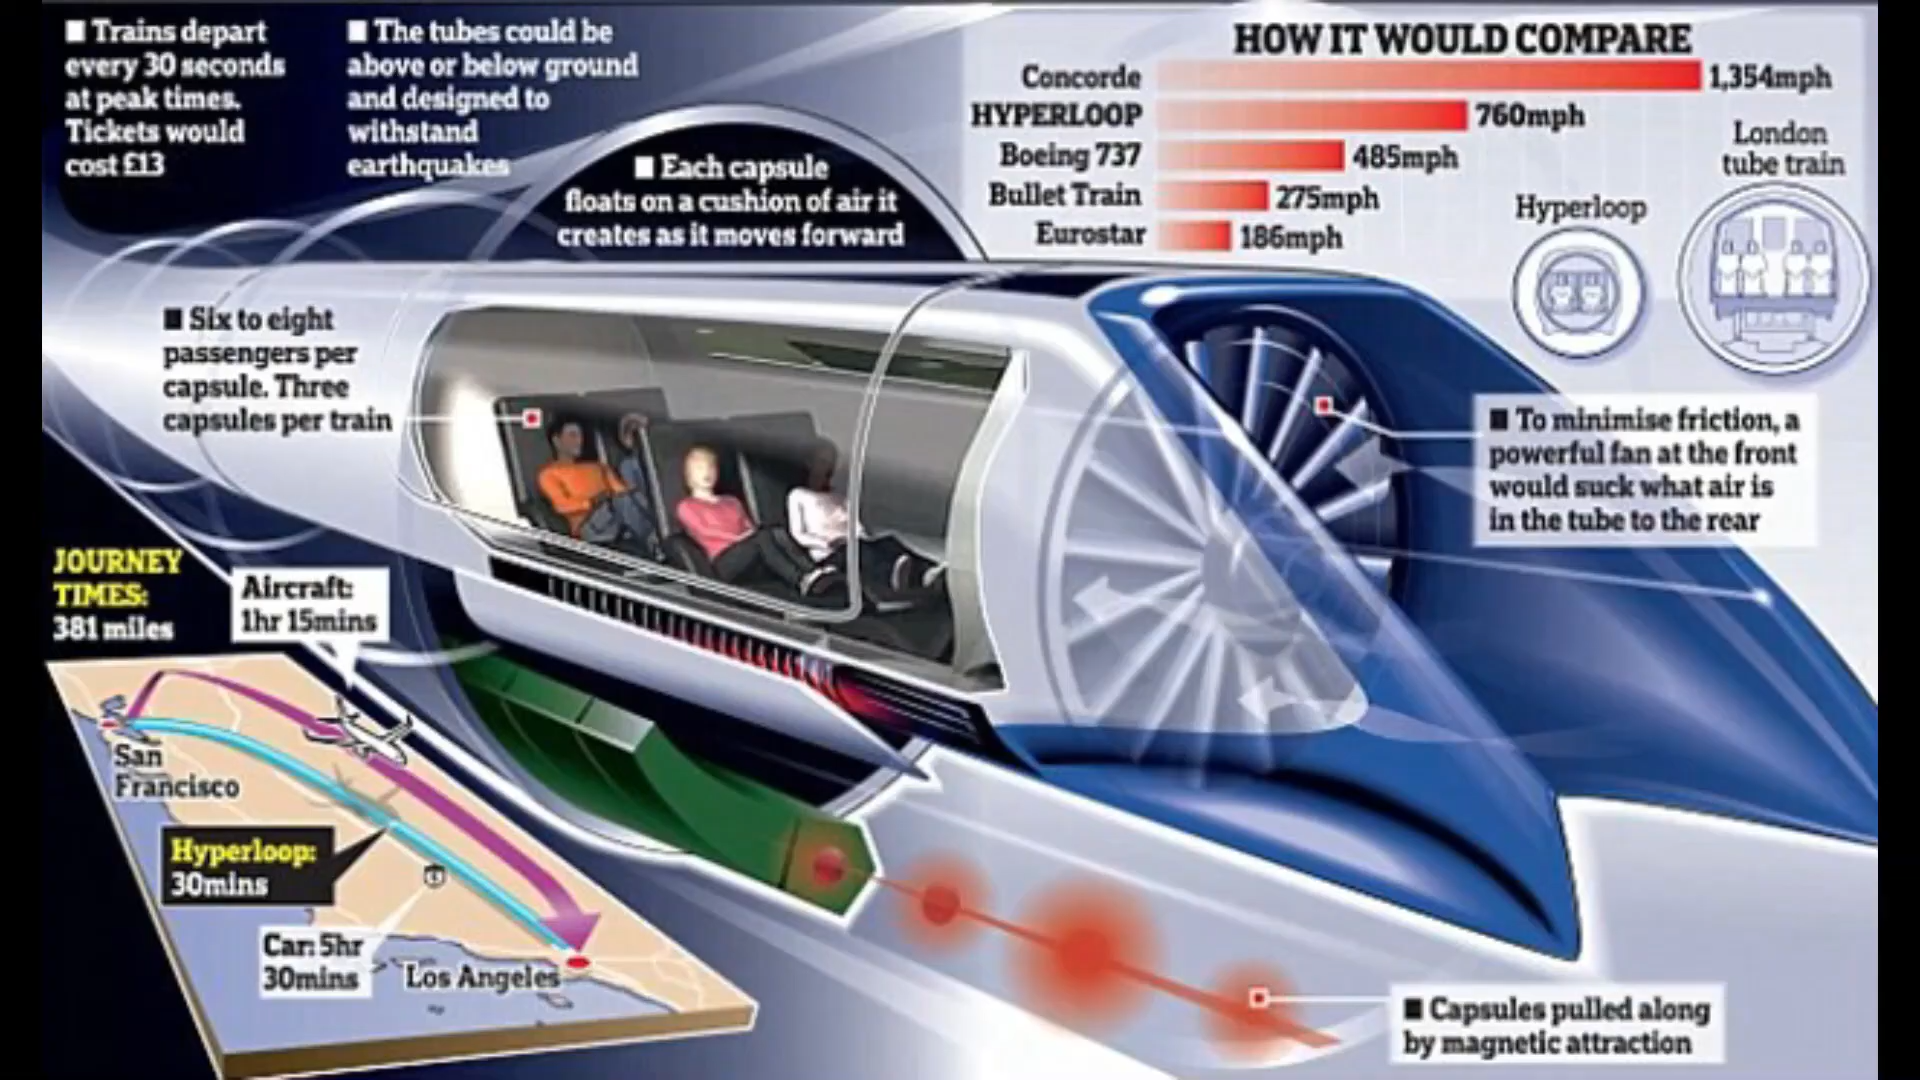 ■ Trains depart
every 30 seconds
at peak times.
Tickets would
cost £13
■ The tubes could be
above or below ground
and designed to
withstand
earthquakes
■ Each capsule
floats on a cushion of air it
creates as it moves forward
HOW IT WOULD COMPARE
Concorde 1,354mph
HYPERLOOP 760mph
Boeing 737 485mph
Bullet Train 275mph
Eurostar 186mph
London
tube train
Hyperloop
■ Six to eight
passengers per
capsule. Three
capsules per train
■ To minimise friction, a
powerful fan at the front
would suck what air is
in the tube to the rear
JOURNEY
TIMES:
381 miles
Aircraft:
1hr 15mins
San
Francisco
Hyperloop:
30mins
Car: 5hr
30mins
Los Angeles
■ Capsules pulled along
by magnetic attraction